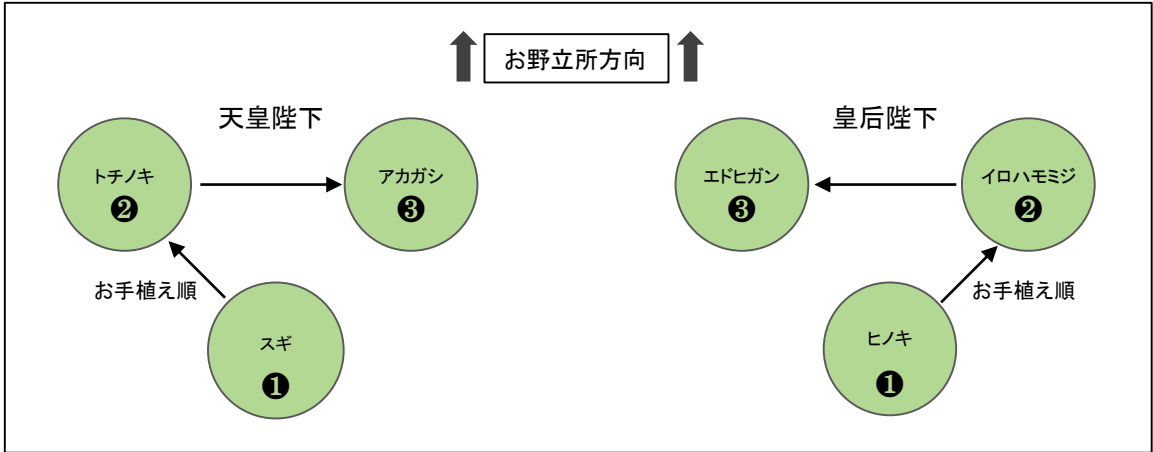 お野立所方向
天皇陛下
皇后陛下
トチノキ
❷
アカガシ
❸
エドヒガン
❸
イロハモミジ
❷
お手植え順
お手植え順
スギ
❶
ヒノキ
❶